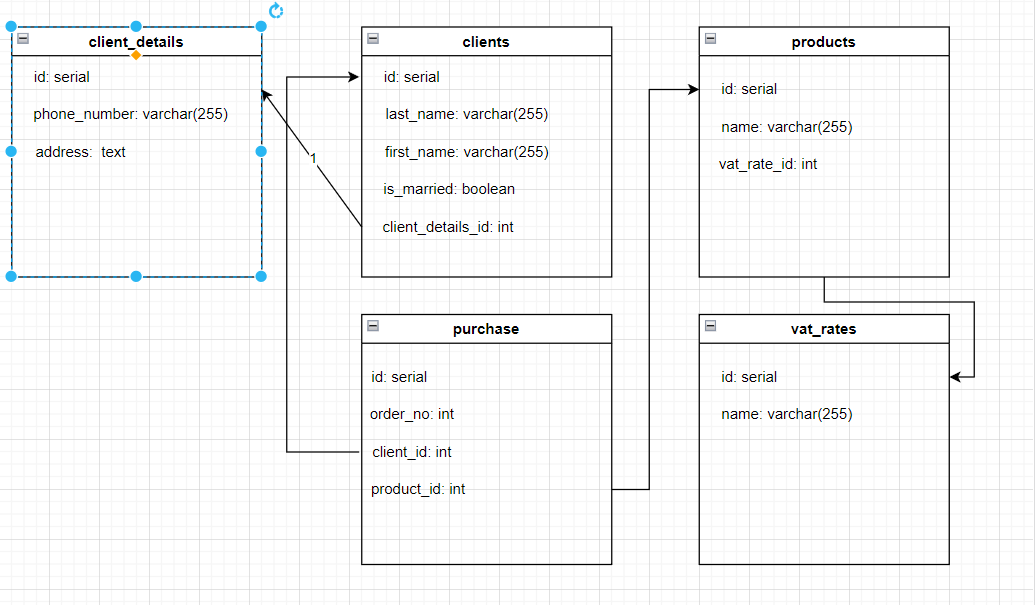 client_details
id: serial
phone_number: varchar(255)
address: text
clients
id: serial
last_name: varchar(255)
first_name: varchar(255)
is_married: boolean
client_details_id: int
1
products
id: serial
name: varchar(255)
vat_rate_id: int
purchase
id: serial
order_no: int
client_id: int
product_id: int
vat_rates
id: serial
name: varchar(255)